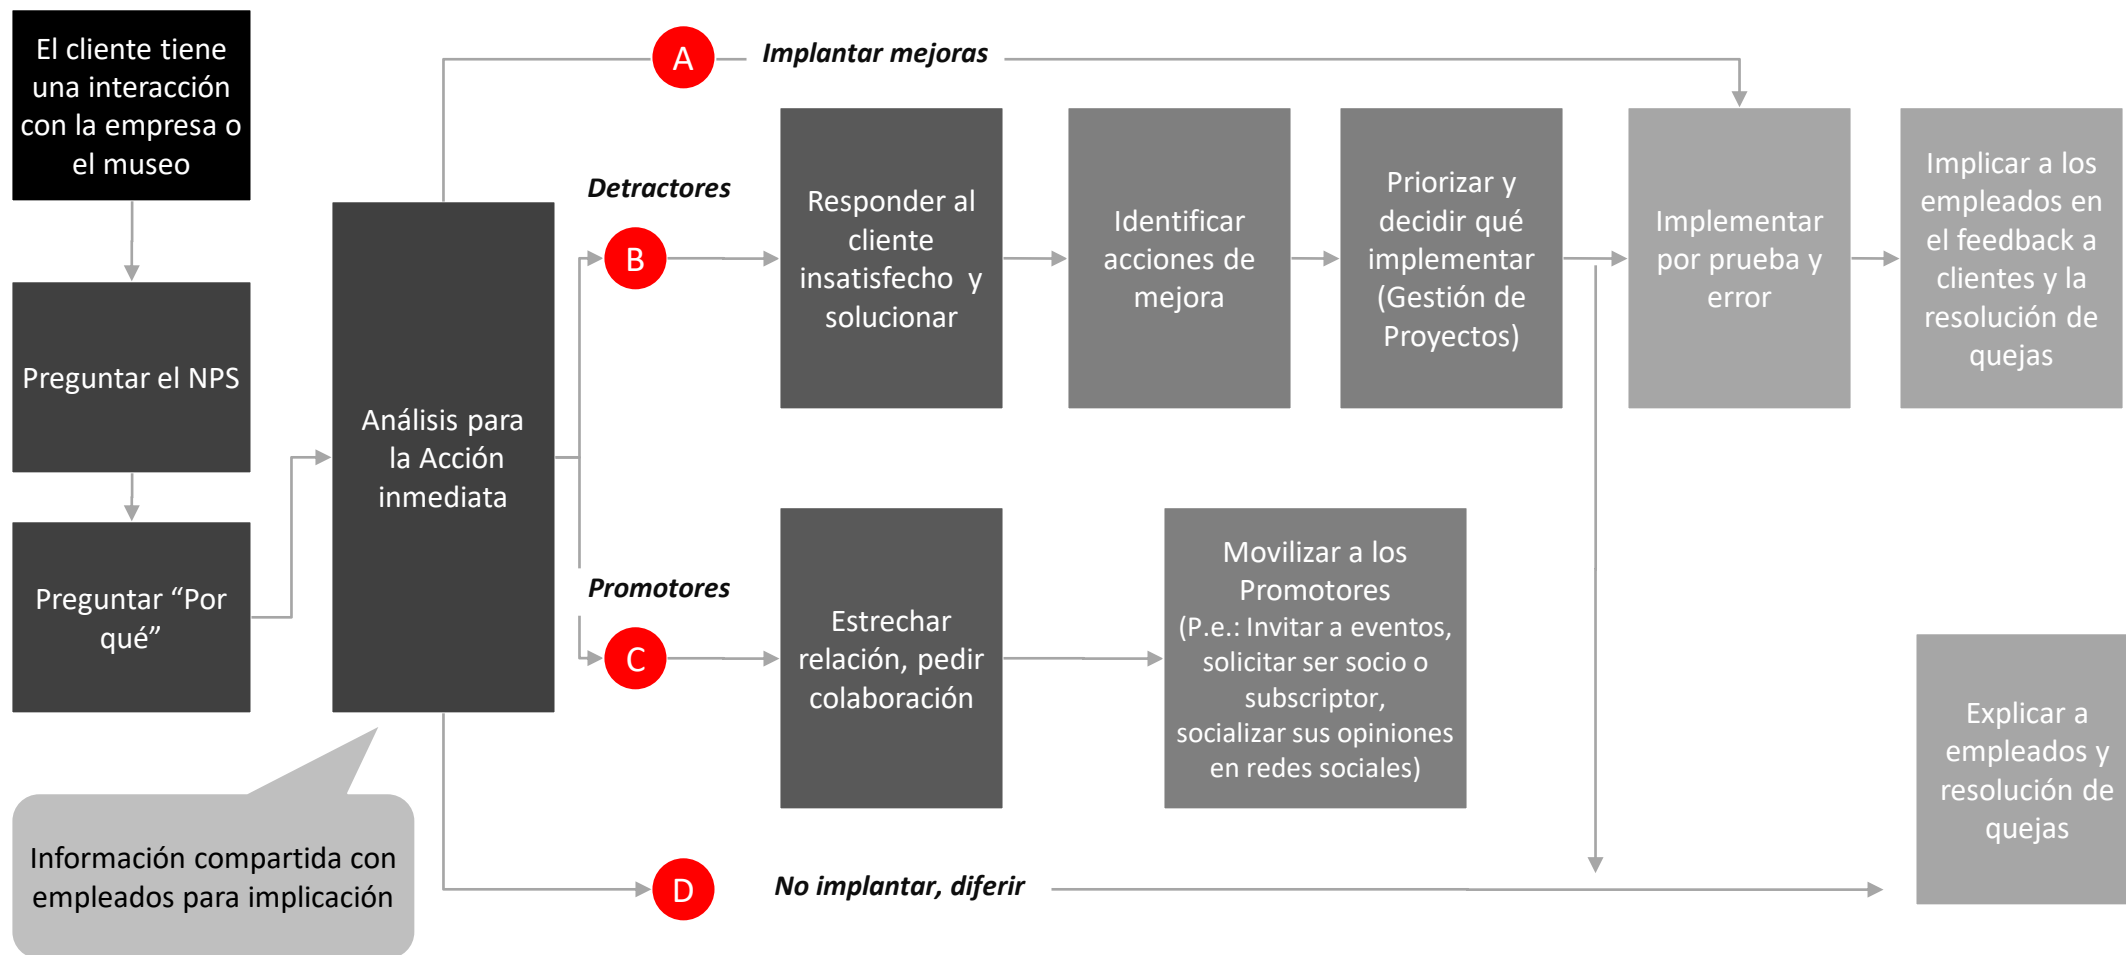 El cliente tiene
una interacción
con la empresa o
el museo
Preguntar el NPS
Preguntar “Por
qué”
Análisis para
la Acción
inmediata
Información compartida con
empleados para implicación
A
Implantar mejoras
Detractores
B
Responder al
cliente
insatisfecho y
solucionar
Identificar
acciones de
mejora
Priorizar y
decidir qué
implementar
(Gestión de
Proyectos)
Implementar
por prueba y
error
Implicar a los
empleados en
el feedback a
clientes y la
resolución de
quejas
Promotores
C
Estrechar
relación, pedir
colaboración
Movilizar a los
Promotores
(P.e.: Invitar a eventos,
solicitar ser socio o
subscriptor,
socializar sus opiniones
en redes sociales)
D
No implantar, diferir
Explicar a
empleados y
resolución de
quejas